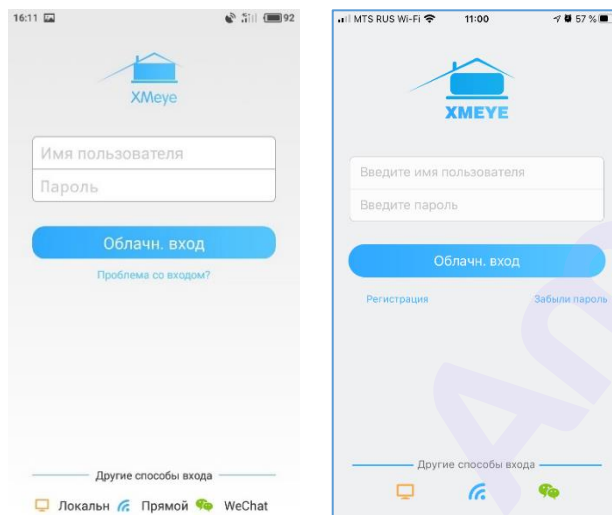 16:11 92
XMeye
Имя пользователя
Пароль
Облачн. вход
Проблема со входом?
Другие способы входа
Локальн Прямой WeChat
MTS RUS Wi-Fi 11:00 57 %
XMEYE
Введите имя пользователя
Введите пароль
Облачн. вход
Регистрация Забыли пароль
Другие способы входа